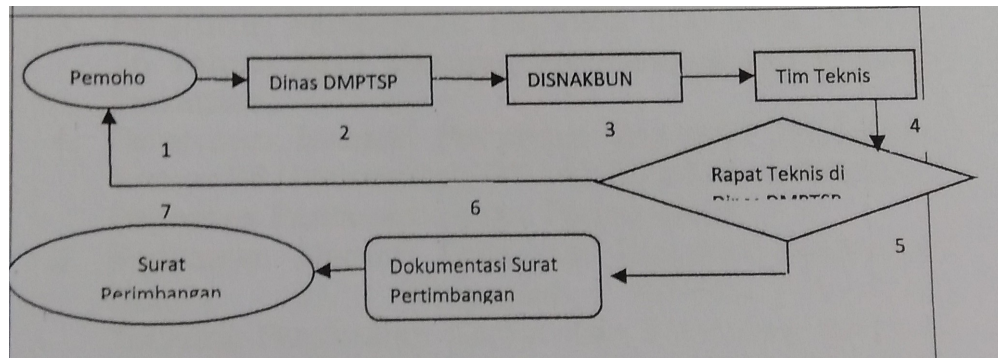 Pemoho
Dinas DMPTSP
DISNAKBUN
Tim Teknis
1
2
3
4
Rapat Teknis di
7
6
5
Surat
Perimbangan
Dokumentasi Surat
Pertimbangan